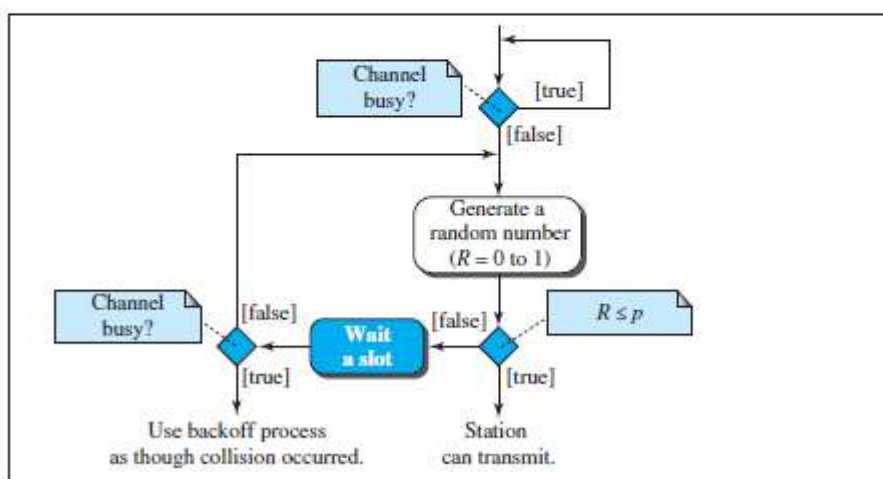 Channel
busy?
[true]
[false]
Generate a
random number
(R = 0 to 1)
Channel
busy?
[false]
Wait
a slot
[false]
R ≤ p
[true]
[true]
Use backoff process
as though collision occurred.
Station
can transmit.